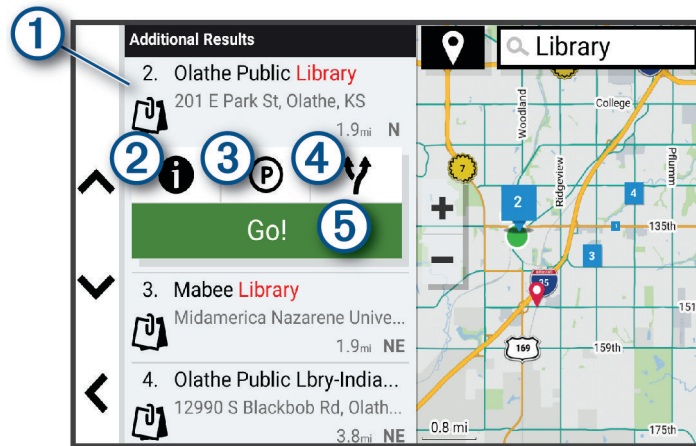 1
Additional Results
2. Olathe Public Library
201 E Park St, Olathe, KS
1.9mi N
2
i
3
P
4
Go!
5
3. Mabee Library
Midamerica Nazarene Unive...
1.9mi NE
4. Olathe Public Lbry-India...
12990 S Blackbob Rd, Olath...
3.8mi NE
Library
College
Woodland
Ridgeview
Pflumm
7
4
2
1
135th
+
3
−
35
151
169
159th
0.8 mi
175th